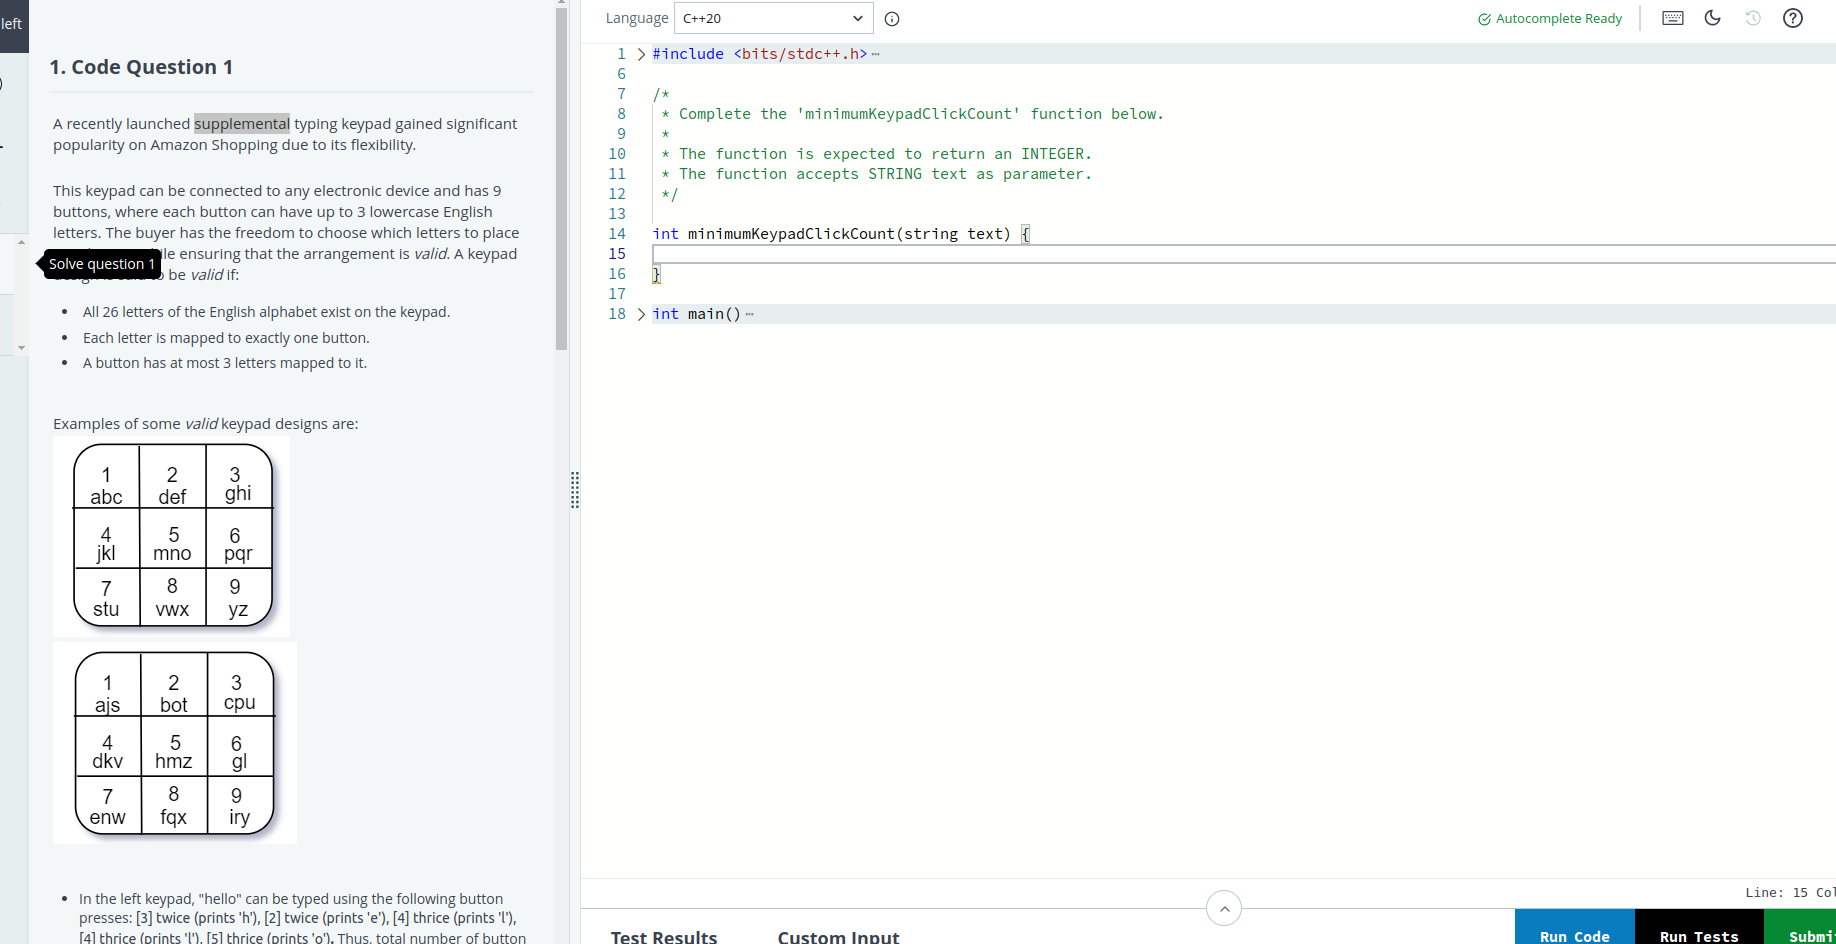 left
1. Code Question 1
A recently launched supplemental typing keypad gained significant
popularity on Amazon Shopping due to its flexibility.
This keypad can be connected to any electronic device and has 9
buttons, where each button can have up to 3 lowercase English
letters. The buyer has the freedom to choose which letters to place
ensuring that the arrangement is valid. A keypad
Solve question 1
be valid if:
All 26 letters of the English alphabet exist on the keypad.
Each letter is mapped to exactly one button.
A button has at most 3 letters mapped to it.
Examples of some valid keypad designs are:
1 2 3
abc def ghi
4 5 6
jkl mno pqr
7 8 9
stu vwx yz
1 2 3
ajs bot cpu
4 5 6
dkv hmz gl
7 8 9
enw fqx iry
In the left keypad, "hello" can be typed using the following button
presses: [3] twice (prints 'h'), [2] twice (prints 'e'), [4] thrice (prints 'l'),
[4] thrice (prints 'l'), [5] thrice (prints 'o'). Thus, total number of button
Language C++20
Autocomplete Ready
1 #include <bits/stdc++.h>
6
7 /*
8 * Complete the 'minimumKeypadClickCount' function below.
9 *
10 * The function is expected to return an INTEGER.
11 * The function accepts STRING text as parameter.
12 */
13
14 int minimumKeypadClickCount(string text) {
15
16 }
17
18 int main()
Line: 15 Col
Test Results Custom Input
Run Code Run Tests Submi